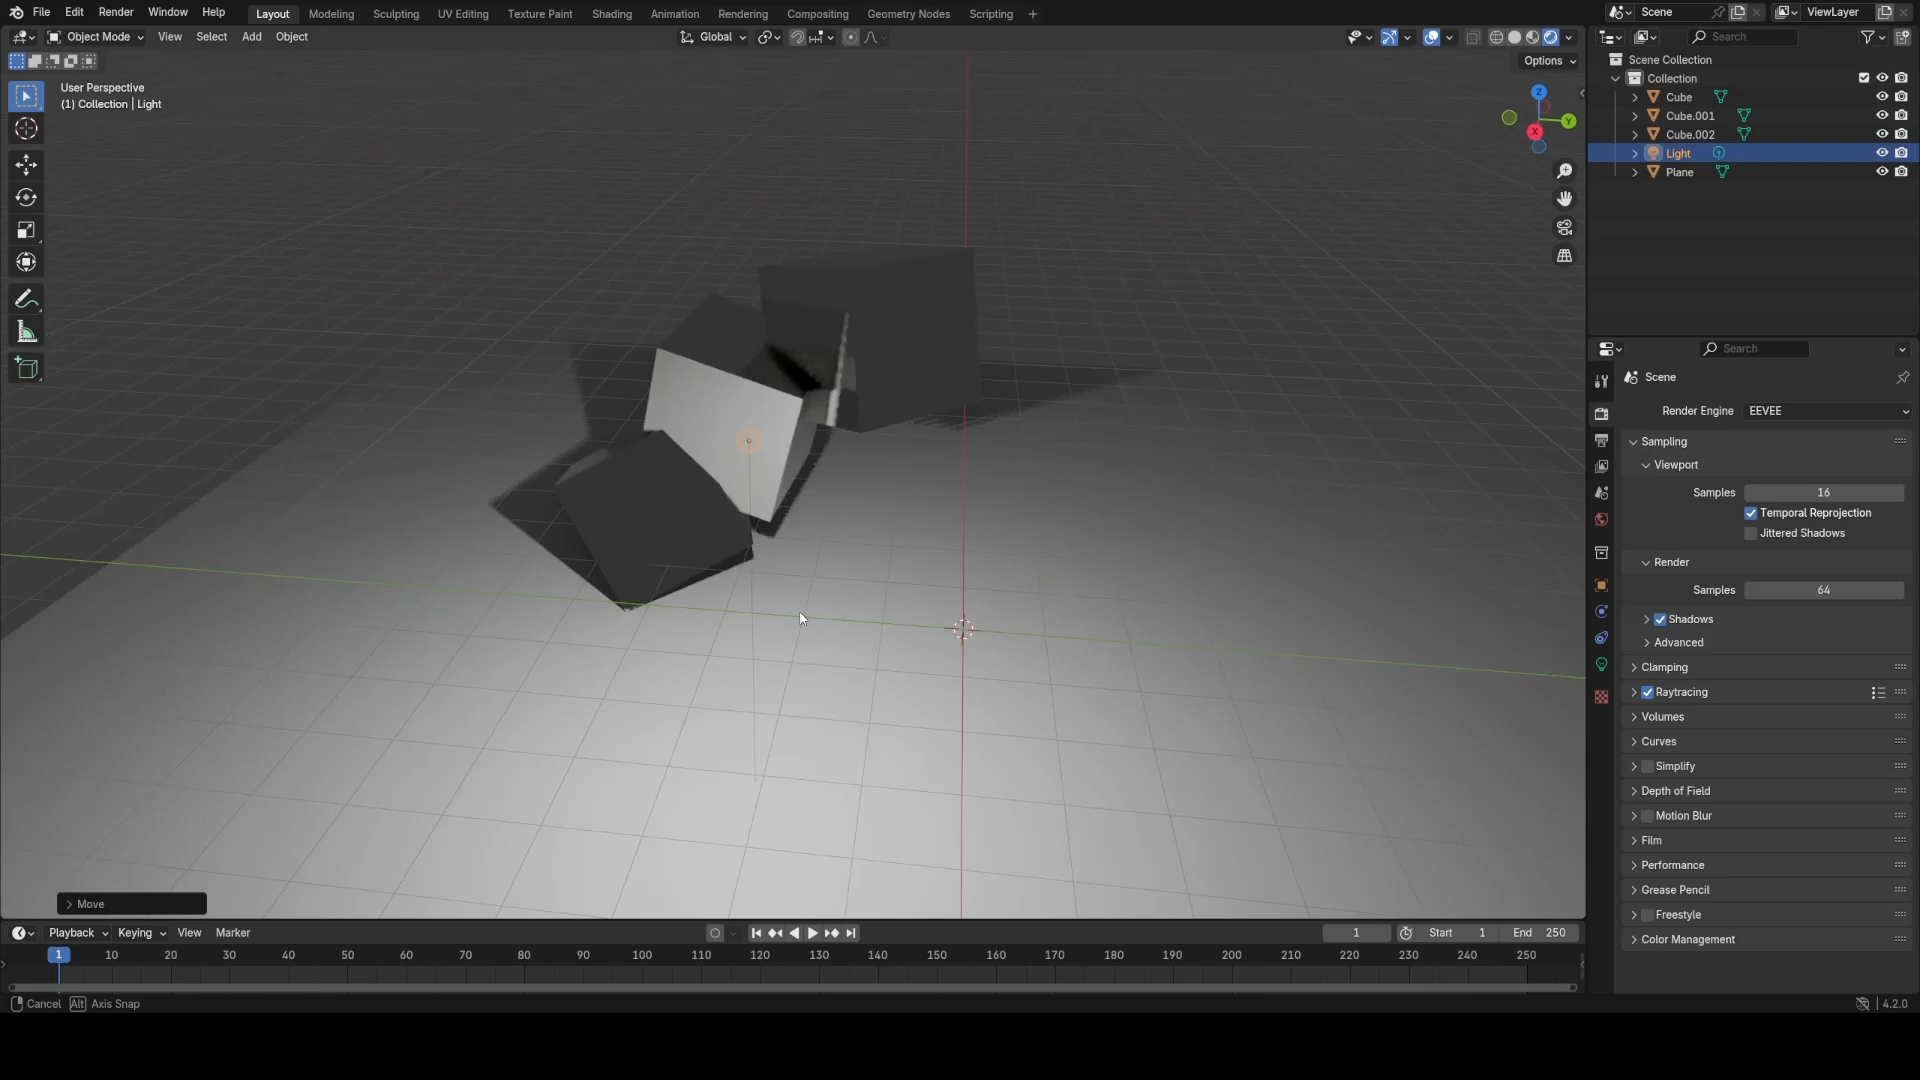 File Edit Render Window Help Layout Modeling Sculpting UV Editing Texture Paint Shading Animation Rendering Compositing Geometry Nodes Scripting + Scene ViewLayer
Object Mode View Select Add Object Global Search
Options
User Perspective
(1) Collection | Light
Z
Y
X
Scene Collection
Collection
Cube
Cube.001
Cube.002
Light
Plane
Search
Scene
Render Engine EEVEE
Sampling
Viewport
Samples 16
Temporal Reprojection
Jittered Shadows
Render
Samples 64
Shadows
Advanced
Clamping
Raytracing
Volumes
Curves
Simplify
Depth of Field
Motion Blur
Film
Performance
Grease Pencil
Freestyle
Color Management
Move
Playback Keying View Marker 1 Start 1 End 250
1 10 20 30 40 50 60 70 80 90 100 110 120 130 140 150 160 170 180 190 200 210 220 230 240 250
Cancel Alt Axis Snap 4.2.0